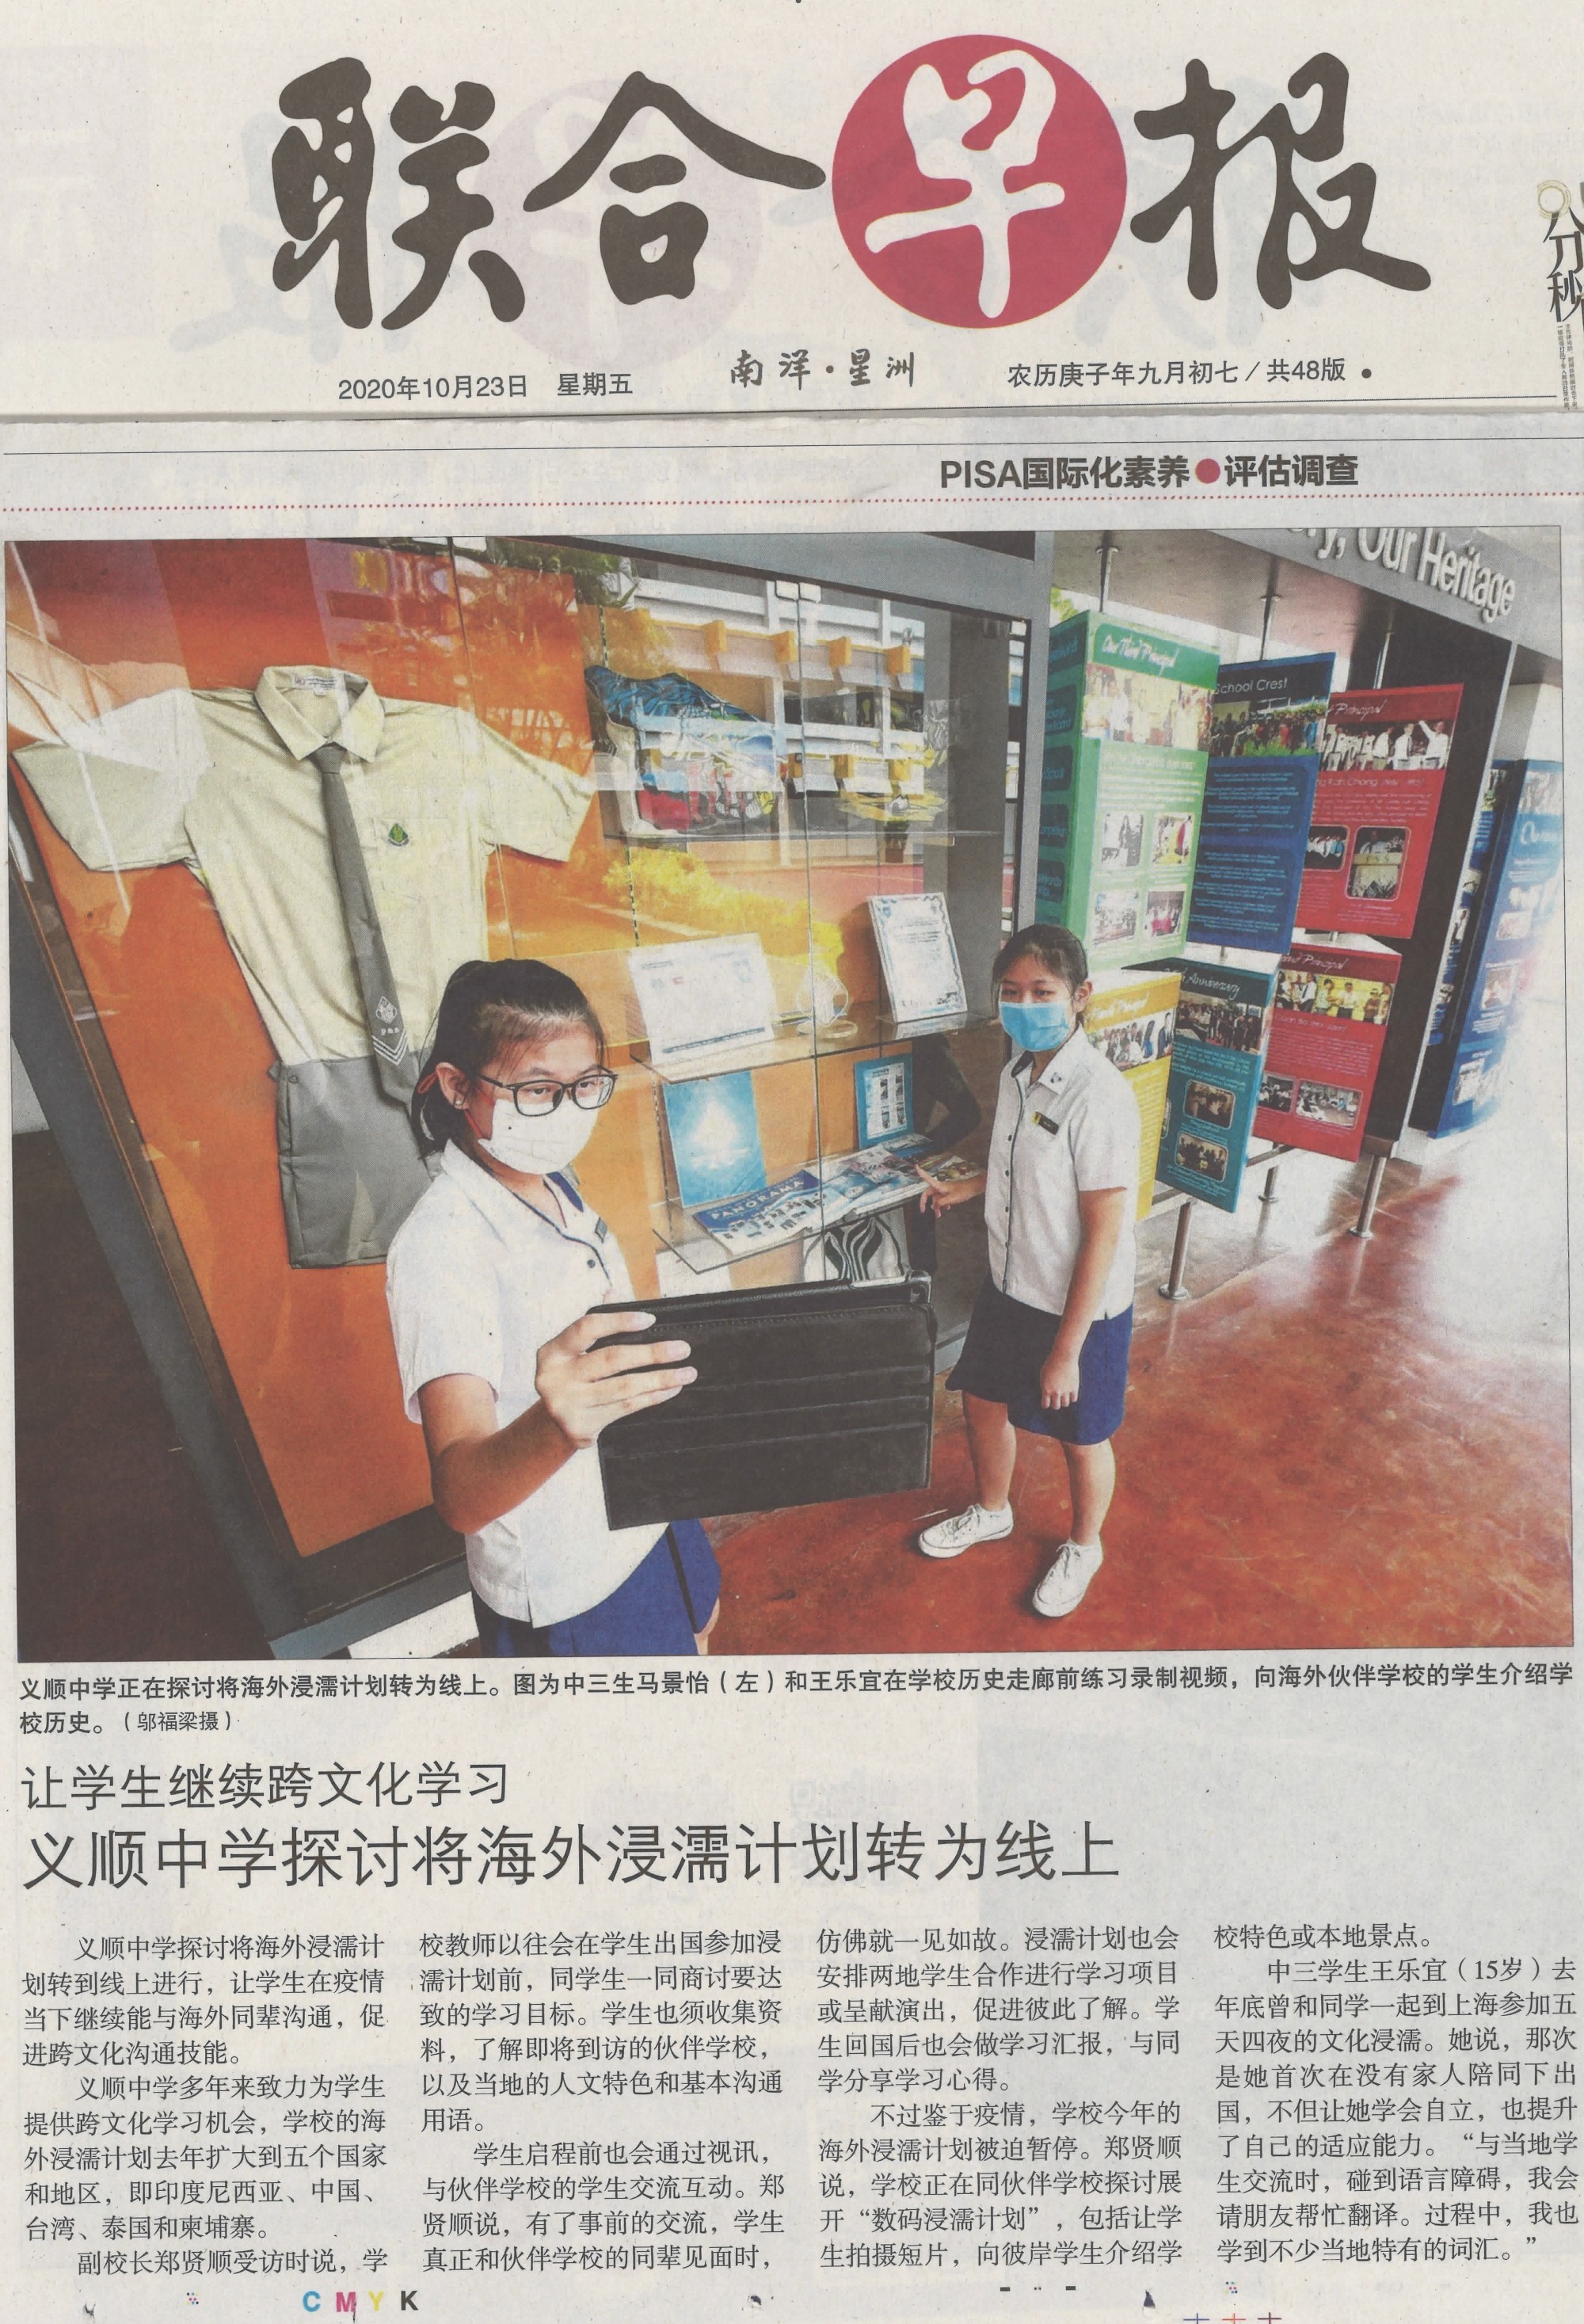 联合早报
2020年10月23日 星期五
南洋·星洲
农历庚子年九月初七／共48版 ●
PISA国际化素养●评估调查
Our Heritage
Our Third Principal
School Crest
Principal
Anniversary
Principal
PANORAMA
义顺中学正在探讨将海外浸濡计划转为线上。图为中三生马景怡（左）和王乐宜在学校历史走廊前练习录制视频，向海外伙伴学校的学生介绍学
校历史。（邬福梁摄）
让学生继续跨文化学习
义顺中学探讨将海外浸濡计划转为线上
义顺中学探讨将海外浸濡计
划转到线上进行，让学生在疫情
当下继续能与海外同辈沟通，促
进跨文化沟通技能。
义顺中学多年来致力为学生
提供跨文化学习机会，学校的海
外浸濡计划去年扩大到五个国家
和地区，即印度尼西亚、中国、
台湾、泰国和柬埔寨。
副校长郑贤顺受访时说，学
校教师以往会在学生出国参加浸
濡计划前，同学生一同商讨要达
致的学习目标。学生也须收集资
料，了解即将到访的伙伴学校，
以及当地的人文特色和基本沟通
用语。
学生启程前也会通过视讯，
与伙伴学校的学生交流互动。郑
贤顺说，有了事前的交流，学生
真正和伙伴学校的同辈见面时，
仿佛就一见如故。浸濡计划也会
安排两地学生合作进行学习项目
或呈献演出，促进彼此了解。学
生回国后也会做学习汇报，与同
学分享学习心得。
不过鉴于疫情，学校今年的
海外浸濡计划被迫暂停。郑贤顺
说，学校正在同伙伴学校探讨展
开“数码浸濡计划”，包括让学
生拍摄短片，向彼岸学生介绍学
校特色或本地景点。
中三学生王乐宜（15岁）去
年底曾和同学一起到上海参加五
天四夜的文化浸濡。她说，那次
是她首次在没有家人陪同下出
国，不但让她学会自立，也提升
了自己的适应能力。“与当地学
生交流时，碰到语言障碍，我会
请朋友帮忙翻译。过程中，我也
学到不少当地特有的词汇。”
CMYK